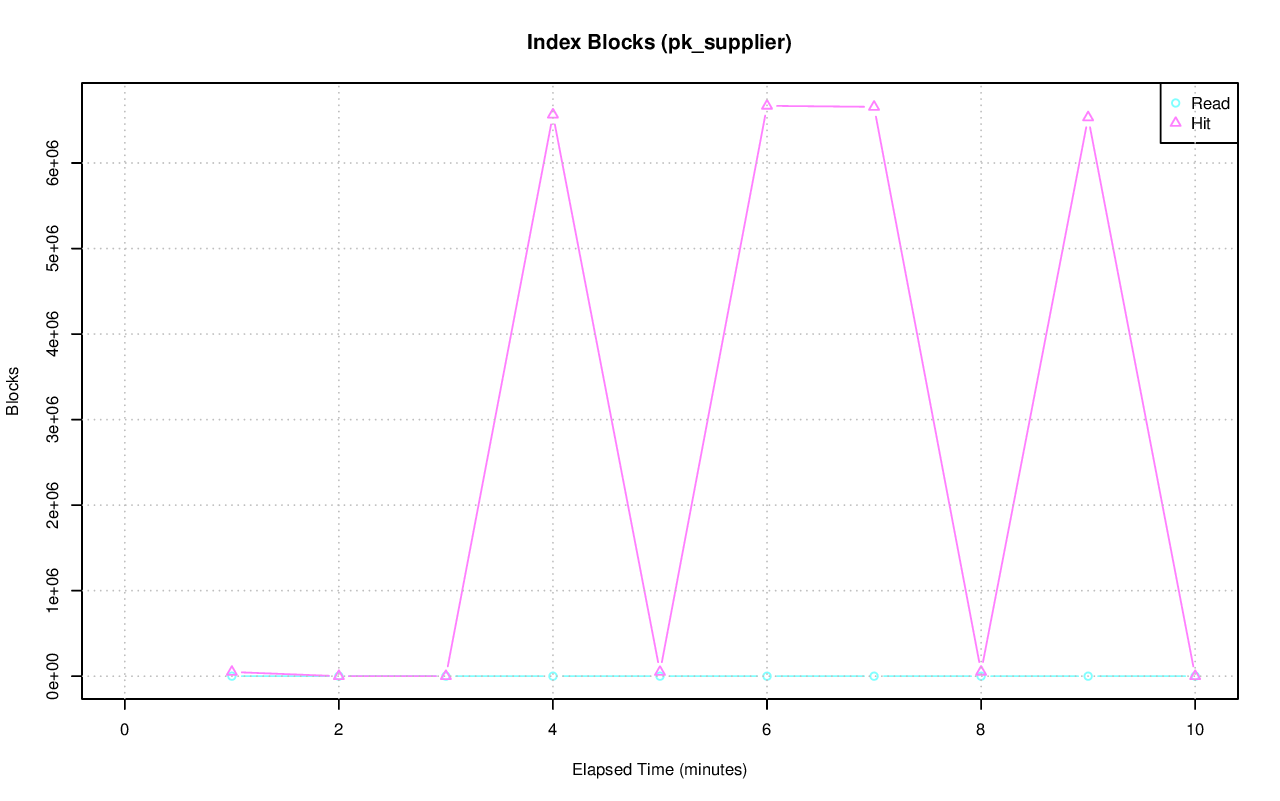 Index Blocks (pk_supplier)
Read
Hit
Blocks
6e+06
5e+06
4e+06
3e+06
2e+06
1e+06
0e+00
0 2 4 6 8 10
Elapsed Time (minutes)